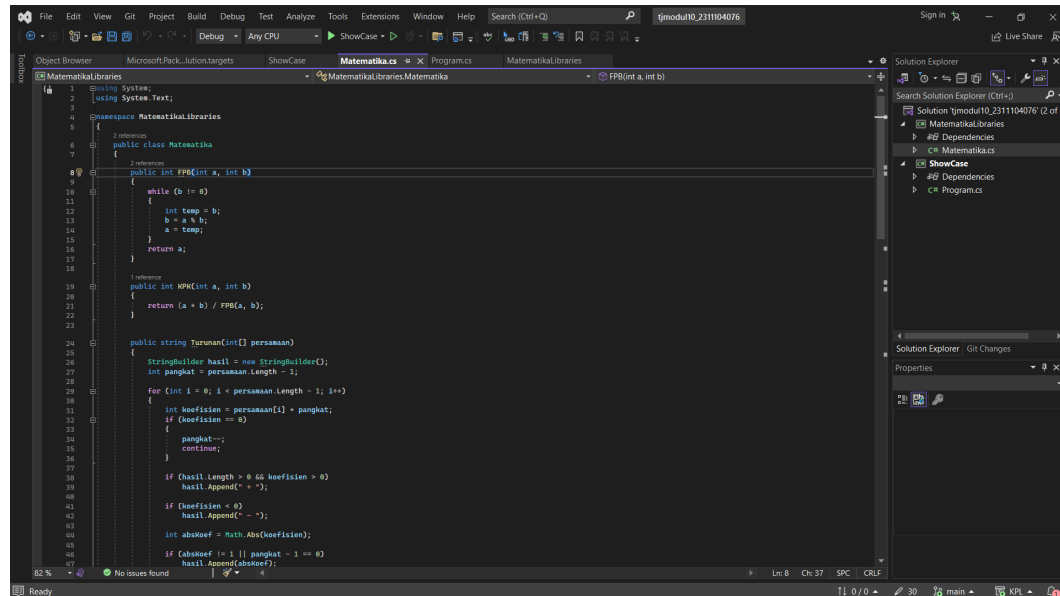 File Edit View Git Project Build Debug Test Analyze Tools Extensions Window Help Search (Ctrl+Q) tjmodul10_2311104076 Sign in
Debug Any CPU ShowCase Live Share
Toolbox
Object Browser Microsoft.Pack...lution.targets ShowCase Matematika.cs Program.cs MatematikaLibraries
MatematikaLibraries MatematikaLibraries.Matematika FPB(int a, int b)
1 using System;
2 using System.Text;
3
4 namespace MatematikaLibraries
5 {
2 references
6 public class Matematika
7 {
2 references
8 public int FPB(int a, int b)
9 {
10 while (b != 0)
11 {
12 int temp = b;
13 b = a % b;
14 a = temp;
15 }
16 return a;
17 }
18
1 reference
19 public int KPK(int a, int b)
20 {
21 return (a * b) / FPB(a, b);
22 }
23
24 public string Turunan(int[] persamaan)
25 {
26 StringBuilder hasil = new StringBuilder();
27 int pangkat = persamaan.Length - 1;
28
29 for (int i = 0; i < persamaan.Length - 1; i++)
30 {
31 int koefisien = persamaan[i] * pangkat;
32 if (koefisien == 0)
33 {
34 pangkat--;
35 continue;
36 }
37
38 if (hasil.Length > 0 && koefisien > 0)
39 hasil.Append(" + ");
40
41 if (koefisien < 0)
42 hasil.Append(" - ");
43
44 int absKoef = Math.Abs(koefisien);
45
46 if (absKoef != 1 || pangkat - 1 == 0)
47 hasil.Append(absKoef);
82 % No issues found Ln: 8 Ch: 37 SPC CRLF
Solution Explorer
Search Solution Explorer (Ctrl+;)
Solution 'tjmodul10_2311104076' (2 of
MatematikaLibraries
Dependencies
C# Matematika.cs
ShowCase
Dependencies
C# Program.cs
Solution Explorer Git Changes
Properties
Ready 0 / 0 30 main KPL